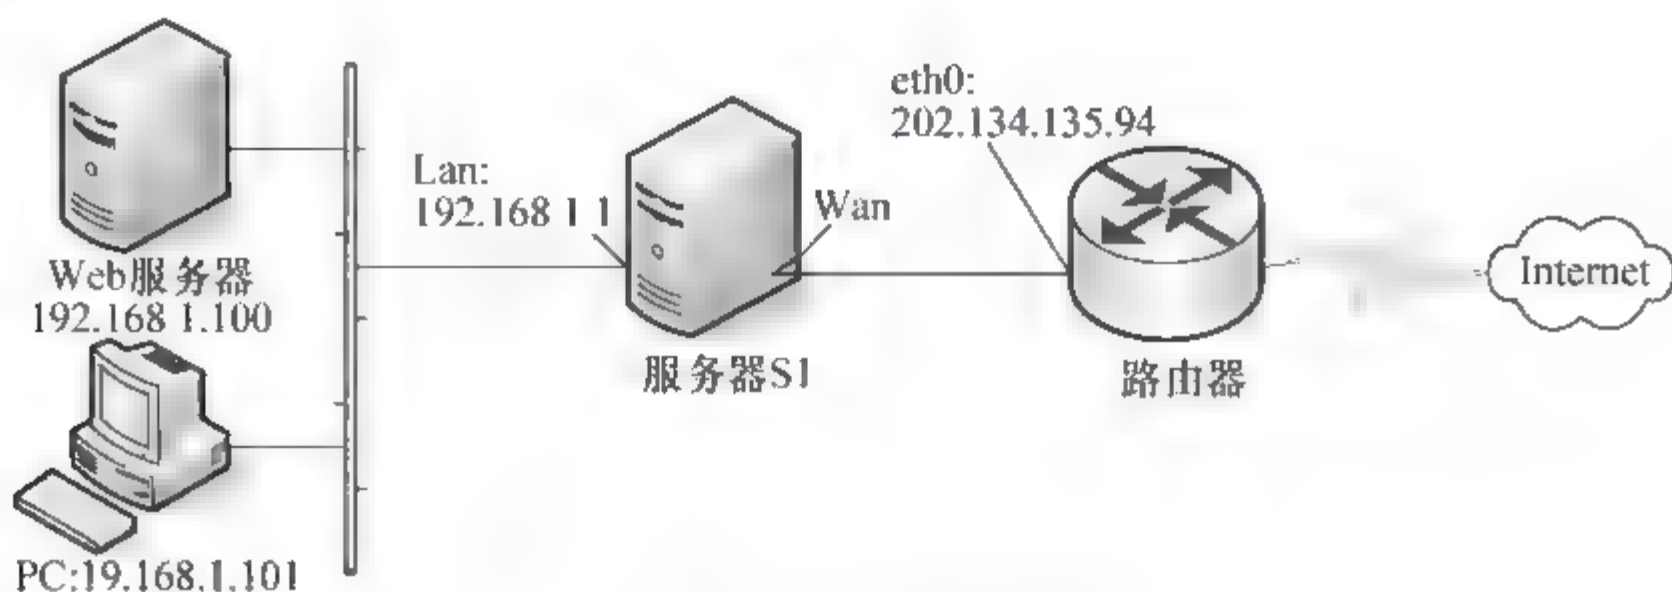 Web服务器
192.168 1.100
PC:19.168.1.101
Lan:
192.168 1 1
服务器S1
Wan
eth0:
202.134.135.94
路由器
Internet